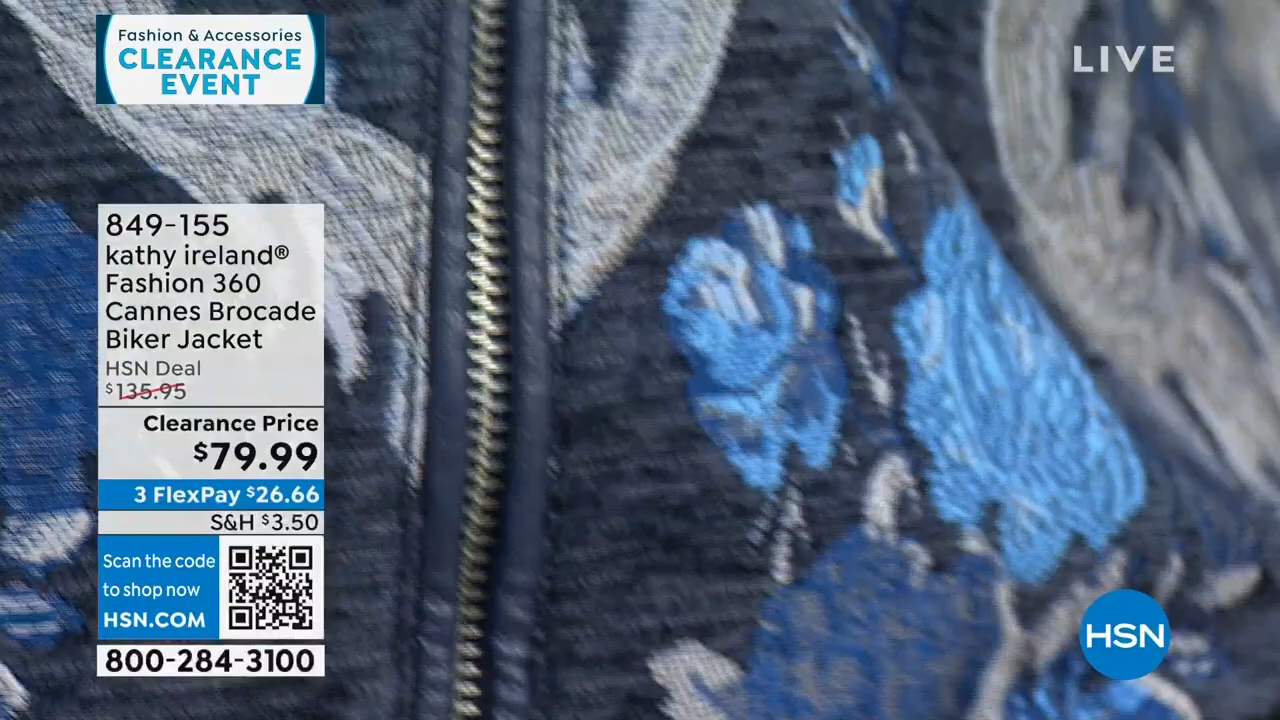 Fashion & Accessories
CLEARANCE
EVENT
LIVE
849-155
kathy ireland®
Fashion 360
Cannes Brocade
Biker Jacket
HSN Deal
$135.95
Clearance Price
$79.99
3 FlexPay $26.66
S&H $3.50
Scan the code
to shop now
HSN.COM
800-284-3100
HSN